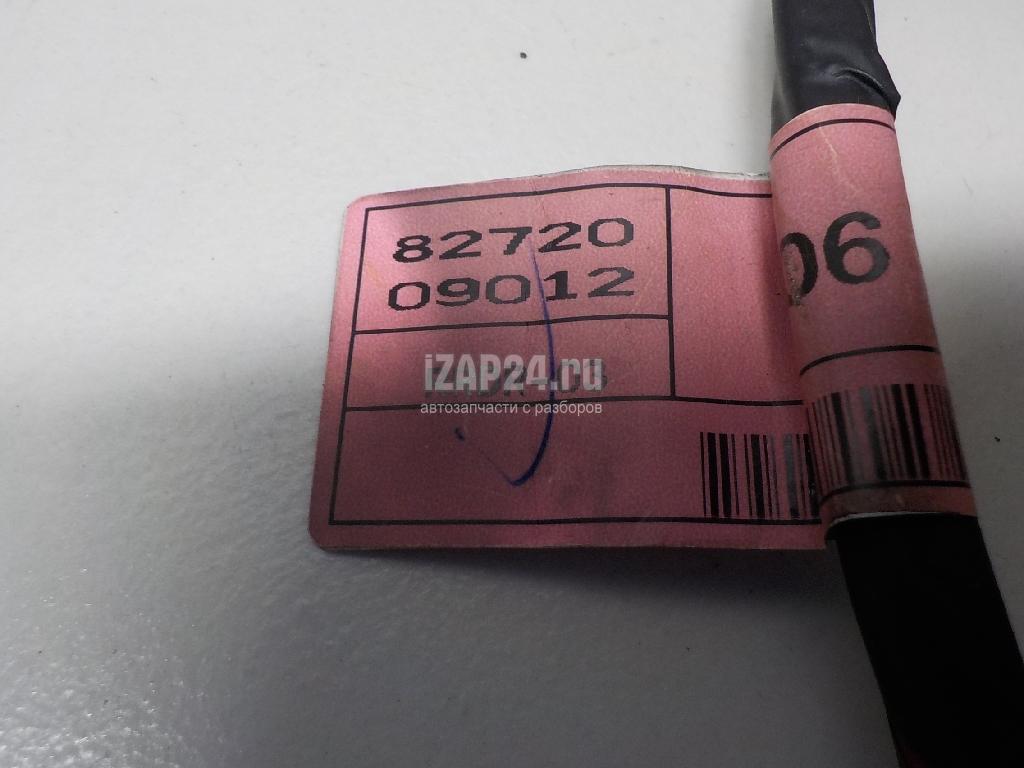 82720
09012
06
iZAP24.ru
автозапчасти с разборов